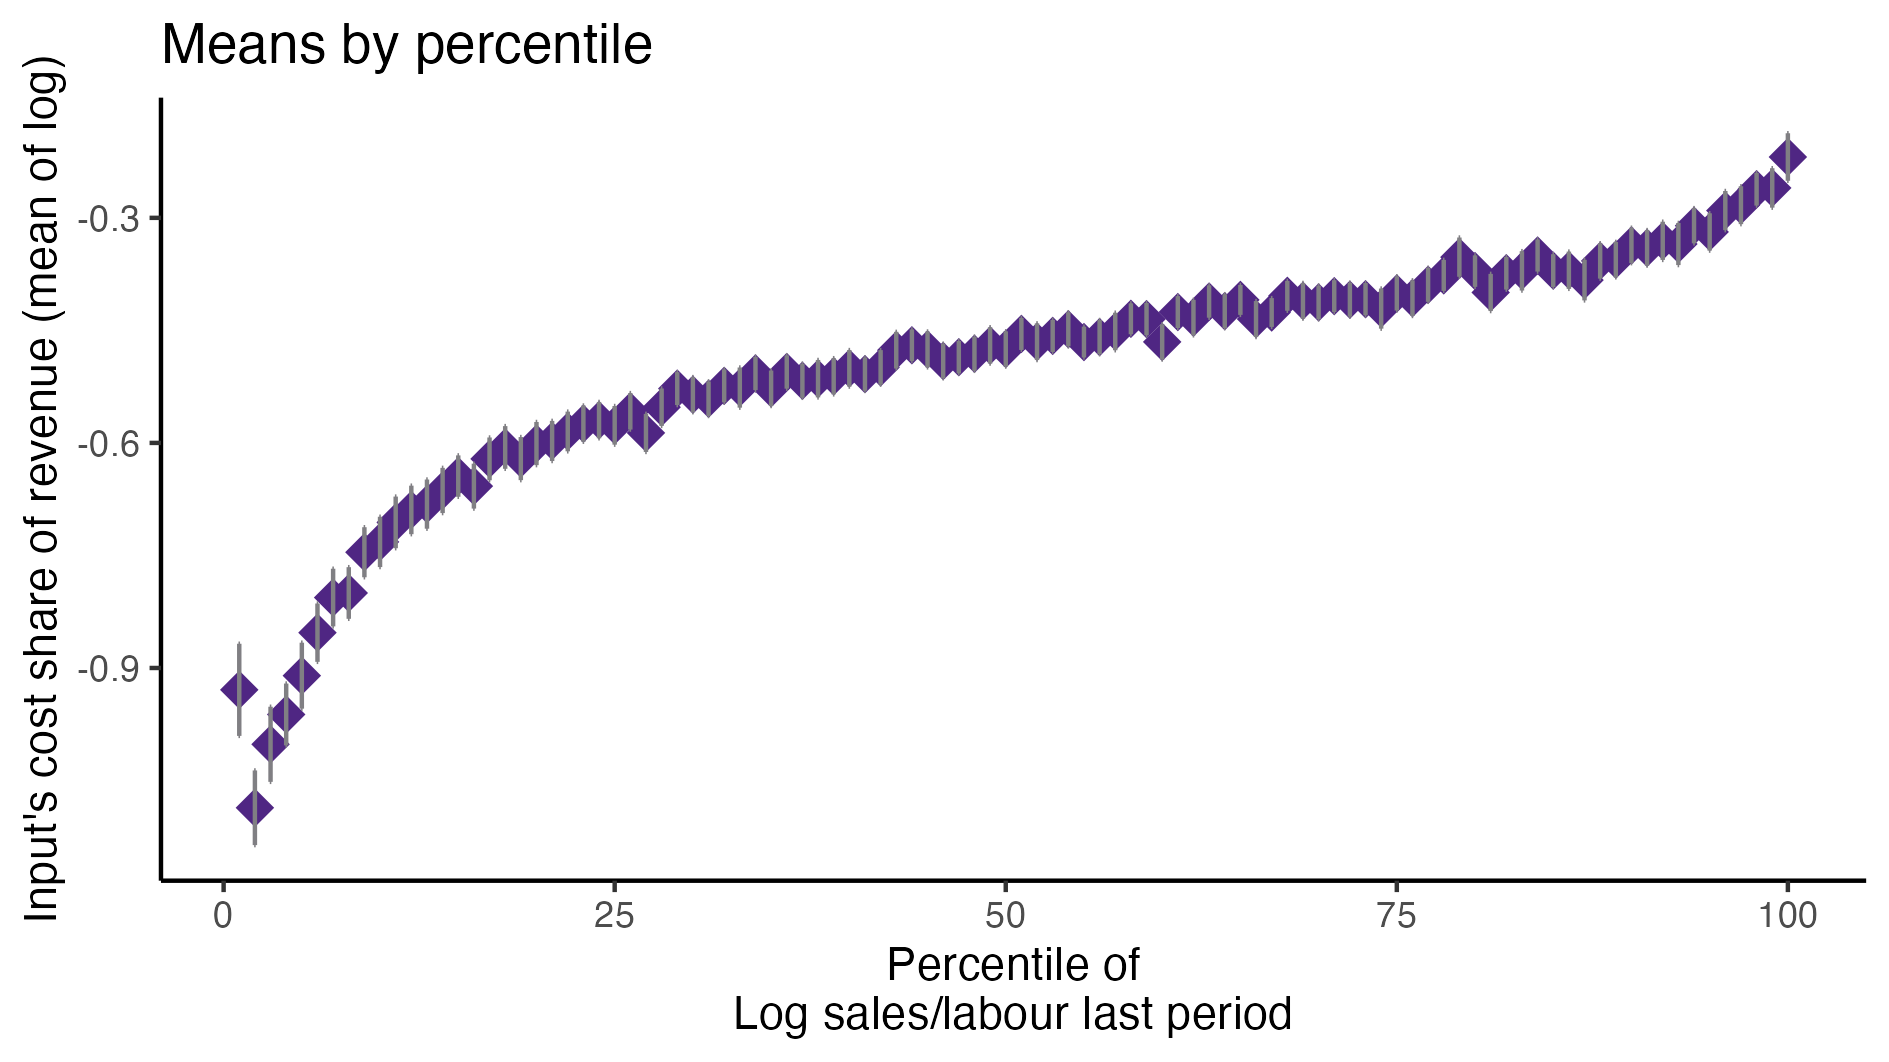 Means by percentile
Input's cost share of revenue (mean of log)
-0.3
-0.6
-0.9
0
25
50
75
100
Percentile of
Log sales/labour last period